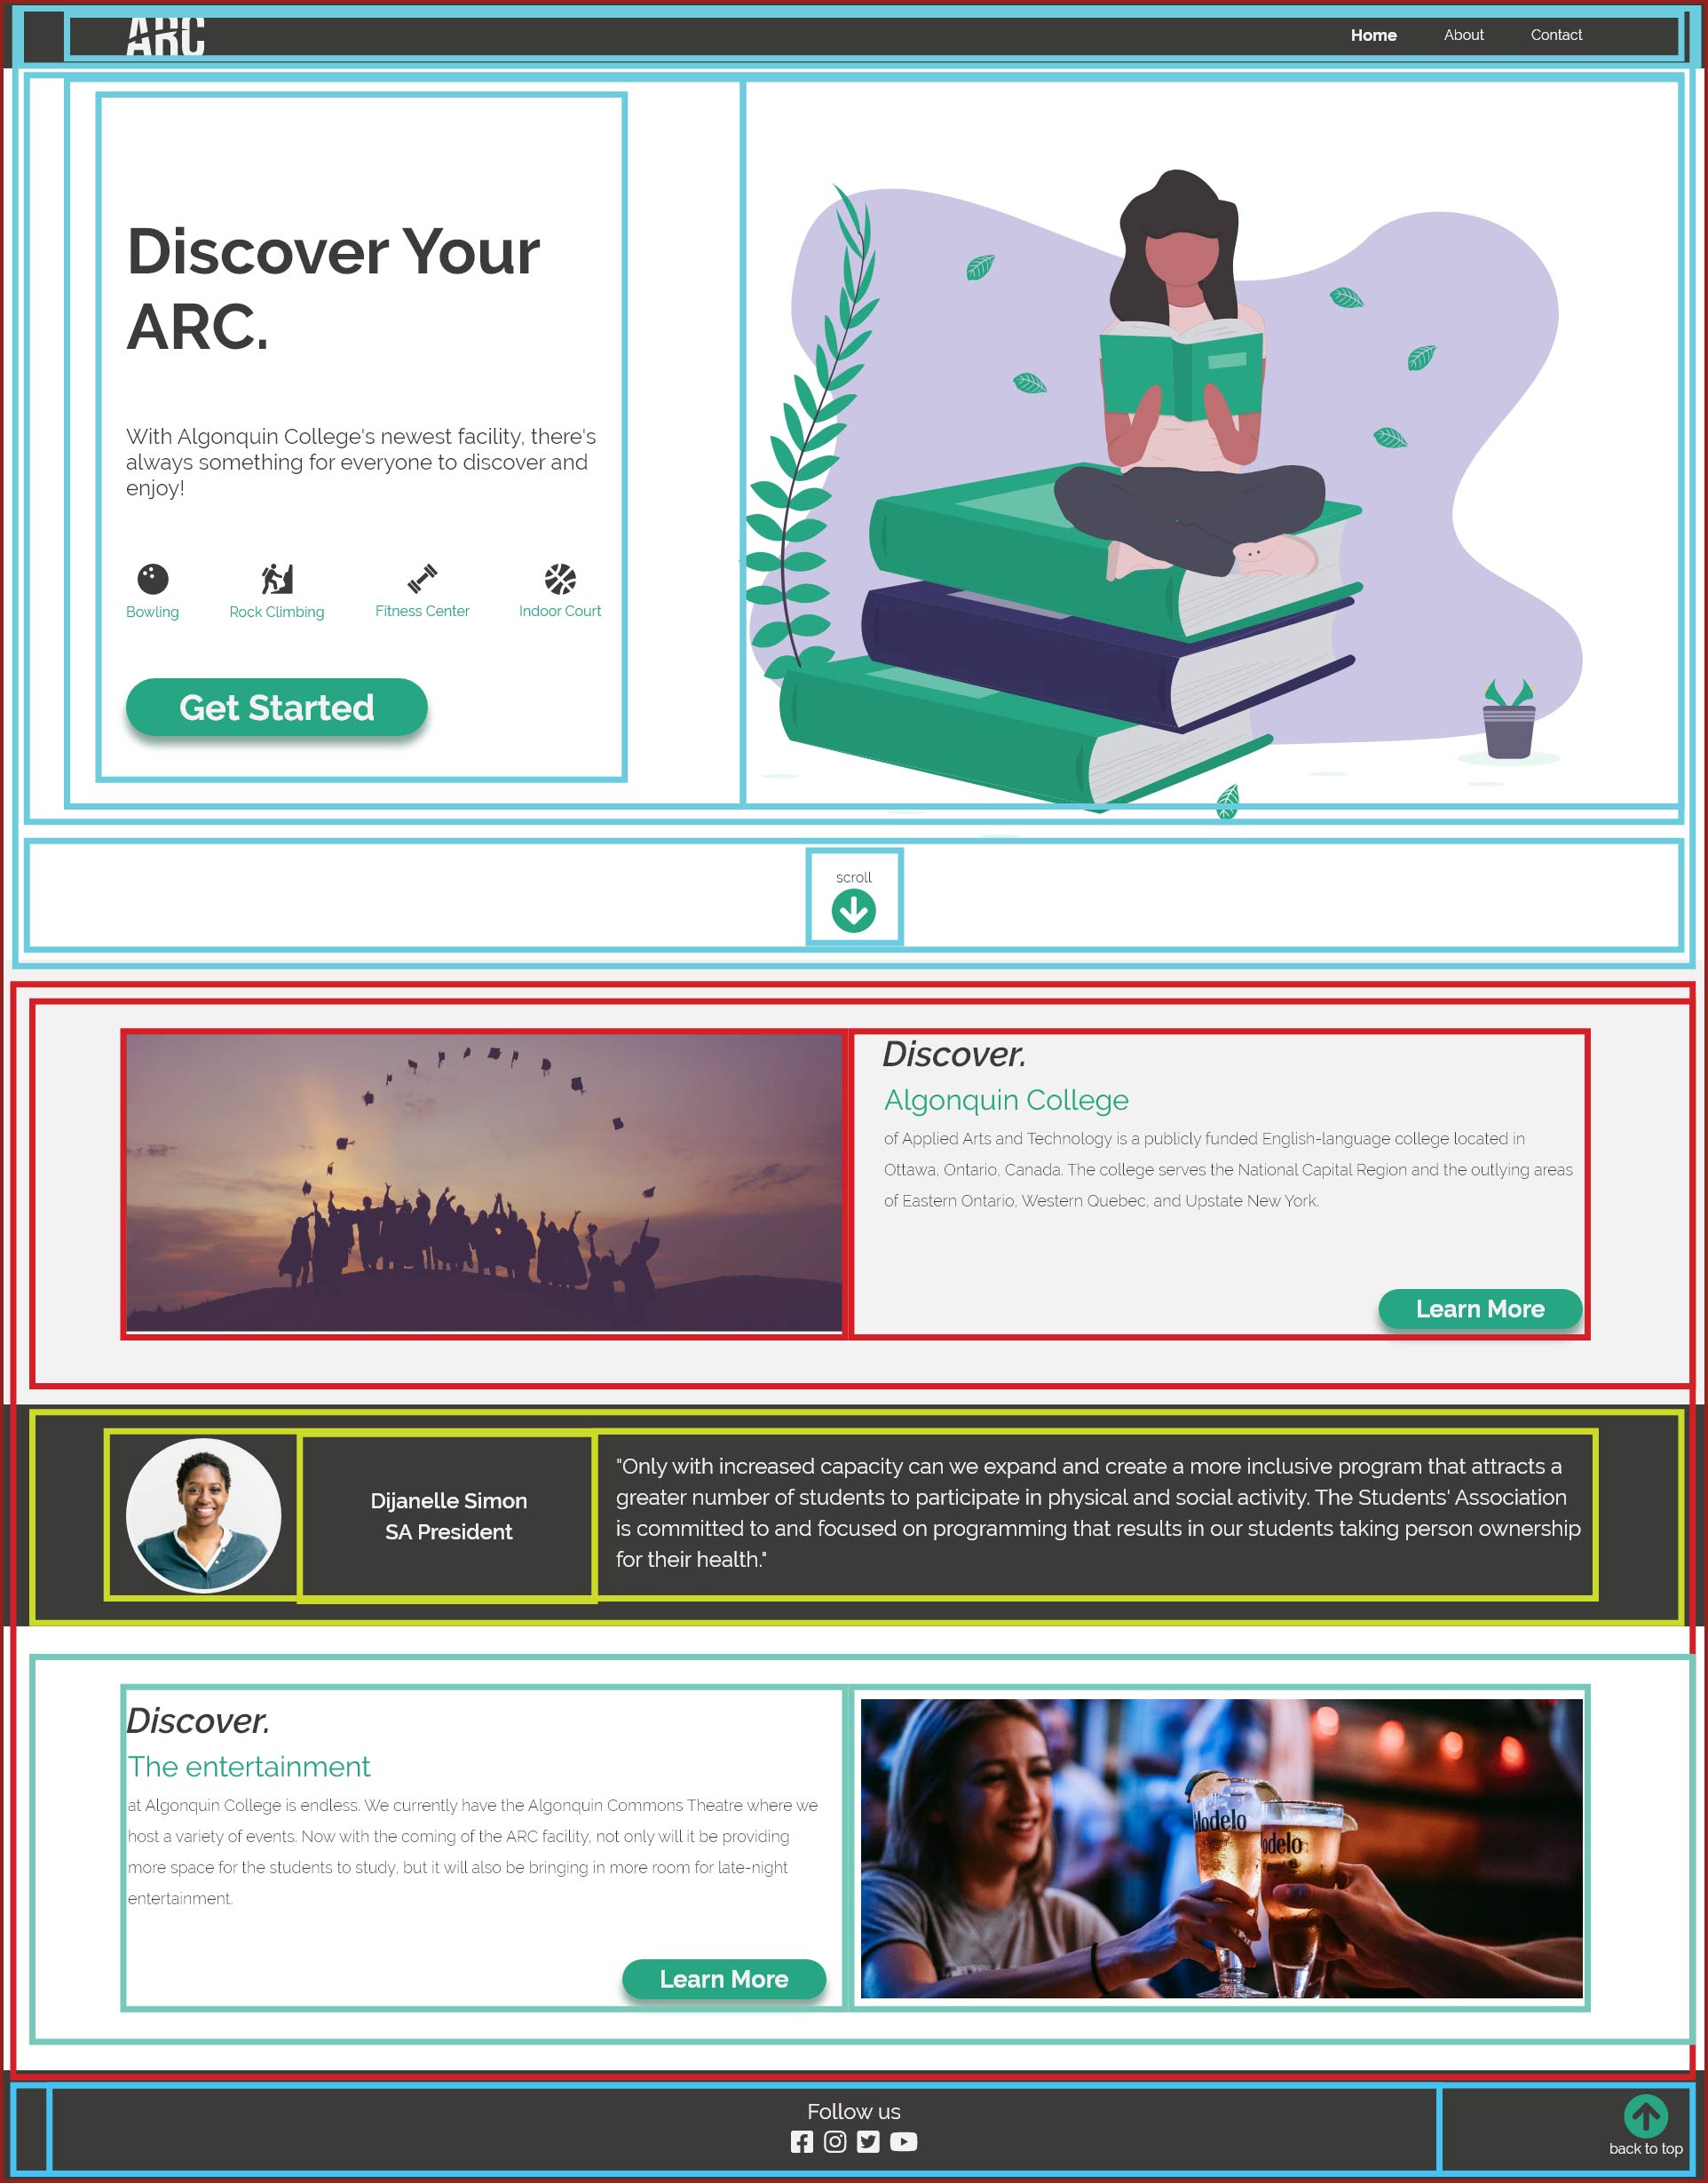 ARC
Home About Contact
Discover Your
ARC.
With Algonquin College's newest facility, there's
always something for everyone to discover and
enjoy!
Bowling Rock Climbing Fitness Center Indoor Court
Get Started
scroll
Discover.
Algonquin College
of Applied Arts and Technology is a publicly funded English-language college located in
Ottawa, Ontario, Canada. The college serves the National Capital Region and the outlying areas
of Eastern Ontario, Western Quebec, and Upstate New York.
Learn More
Dijanelle Simon
SA President
"Only with increased capacity can we expand and create a more inclusive program that attracts a
greater number of students to participate in physical and social activity. The Students' Association
is committed to and focused on programming that results in our students taking person ownership
for their health."
Discover.
The entertainment
at Algonquin College is endless. We currently have the Algonquin Commons Theatre where we
host a variety of events. Now with the coming of the ARC facility, not only will it be providing
more space for the students to study, but it will also be bringing in more room for late-night
entertainment.
Learn More
Modelo
odelo
Follow us
back to top